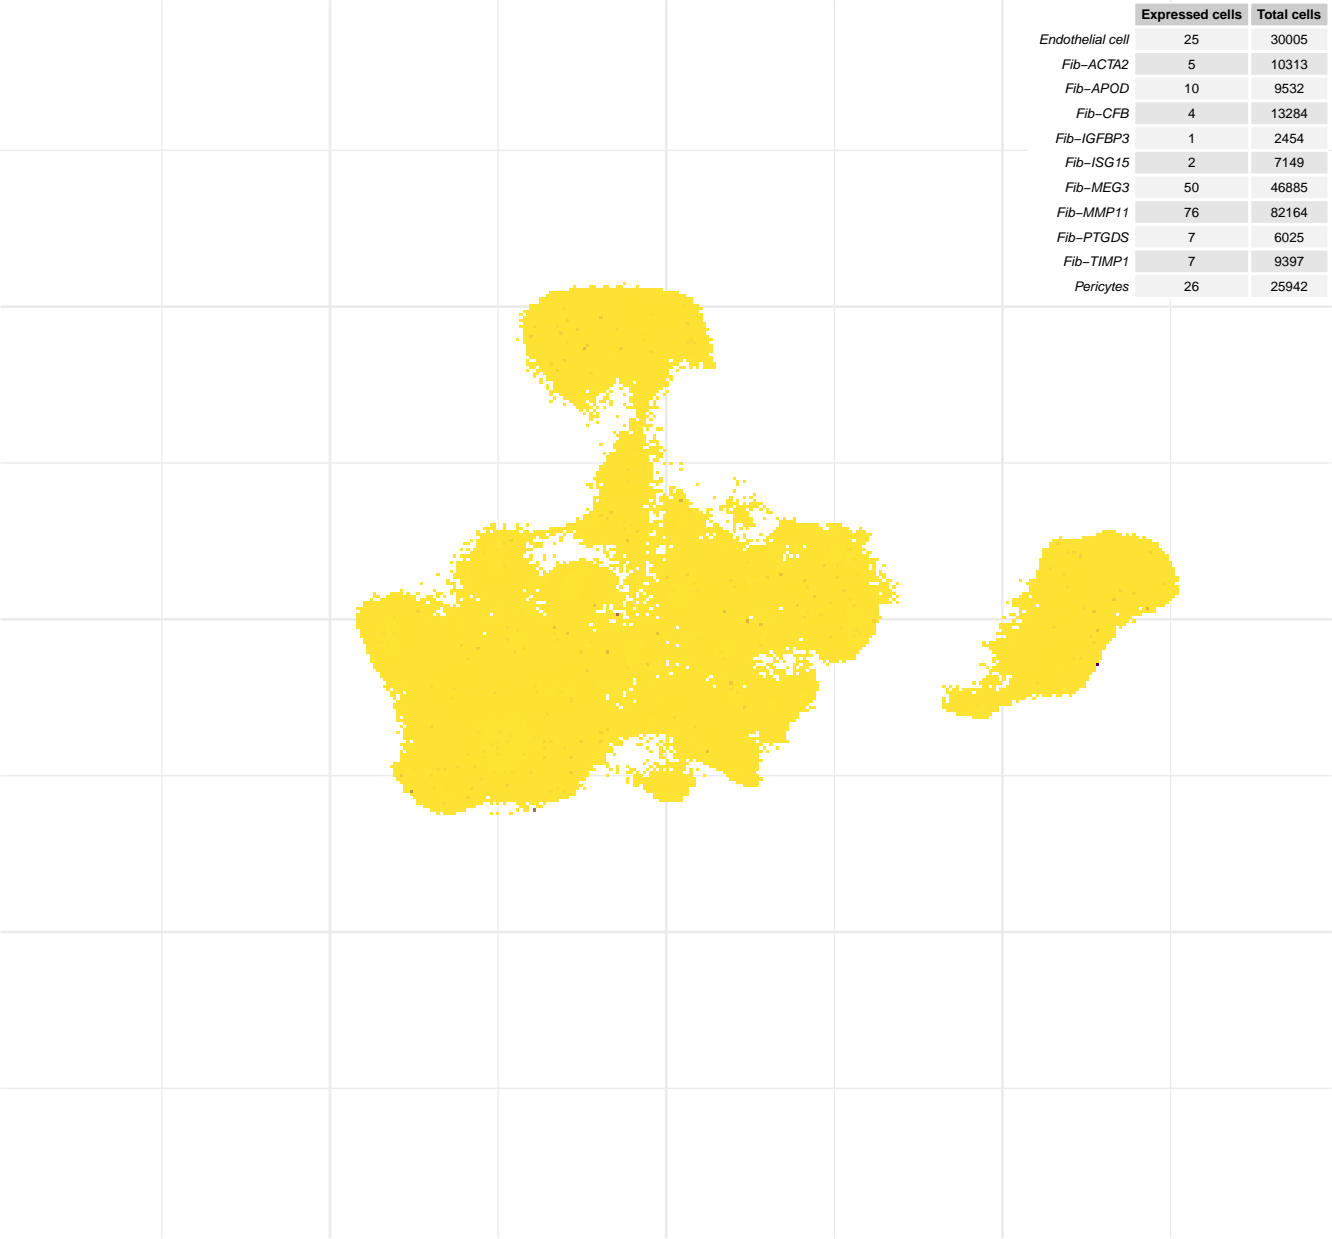 Expressed cells Total cells
Endothelial cell 25 30005
Fib−ACTA2 5 10313
Fib−APOD 10 9532
Fib−CFB 4 13284
Fib−IGFBP3 1 2454
Fib−ISG15 2 7149
Fib−MEG3 50 46885
Fib−MMP11 76 82164
Fib−PTGDS 7 6025
Fib−TIMP1 7 9397
Pericytes 26 25942